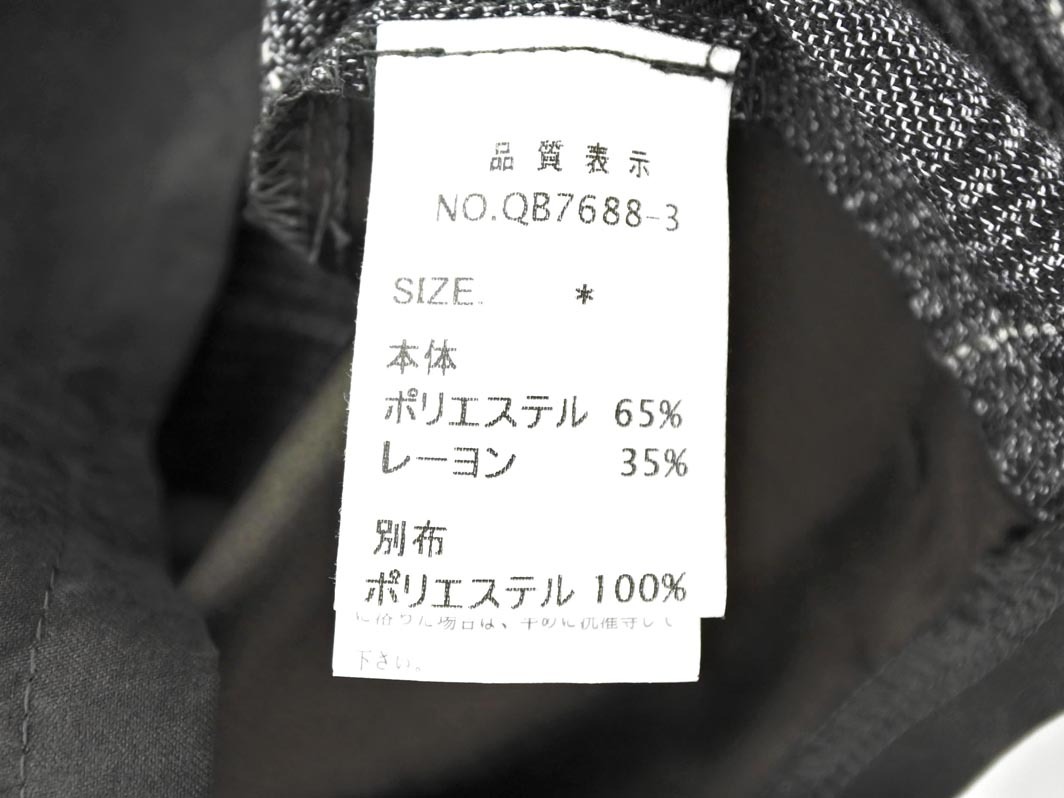 品質表示
NO.QB7688-3
SIZE. *
本体
ポリエステル 65%
レーヨン 35%
別布
ポリエステル 100%
下さい。